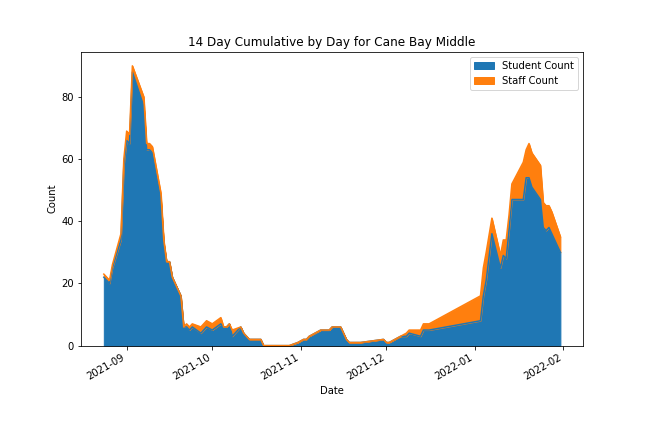 14 Day Cumulative by Day for Cane Bay Middle
Student Count
Staff Count
80
60
40
20
0
Count
2021-09
2021-10
2021-11
2021-12
2022-01
2022-02
Date